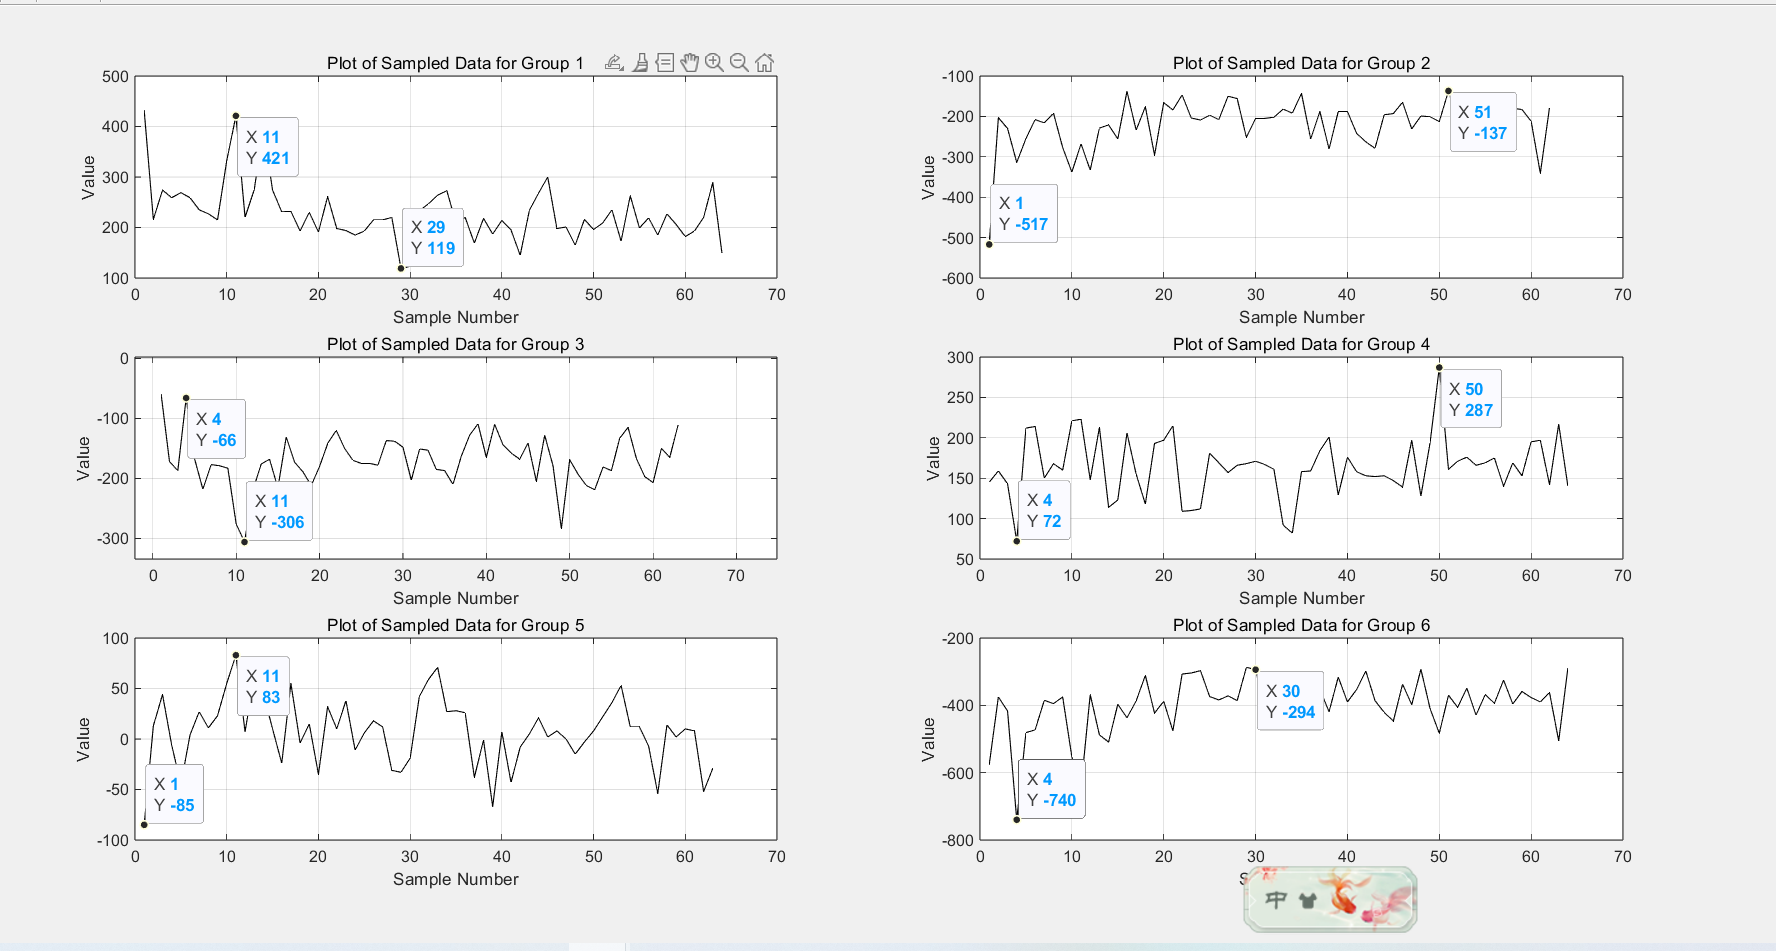 Plot of Sampled Data for Group 1
500
400
300
200
100
Value
X 11
Y 421
X 29
Y 119
0 10 20 30 40 50 60 70
Sample Number
Plot of Sampled Data for Group 2
-100
-200
-300
-400
-500
-600
Value
X 51
Y -137
X 1
Y -517
0 10 20 30 40 50 60 70
Sample Number
Plot of Sampled Data for Group 3
0
-100
-200
-300
Value
X 4
Y -66
X 11
Y -306
0 10 20 30 40 50 60 70
Sample Number
Plot of Sampled Data for Group 4
300
250
200
150
100
50
Value
X 50
Y 287
X 4
Y 72
0 10 20 30 40 50 60 70
Sample Number
Plot of Sampled Data for Group 5
100
50
0
-50
-100
Value
X 11
Y 83
X 1
Y -85
0 10 20 30 40 50 60 70
Sample Number
Plot of Sampled Data for Group 6
-200
-400
-600
-800
Value
X 30
Y -294
X 4
Y -740
0 10 20 30 40 50 60 70
中